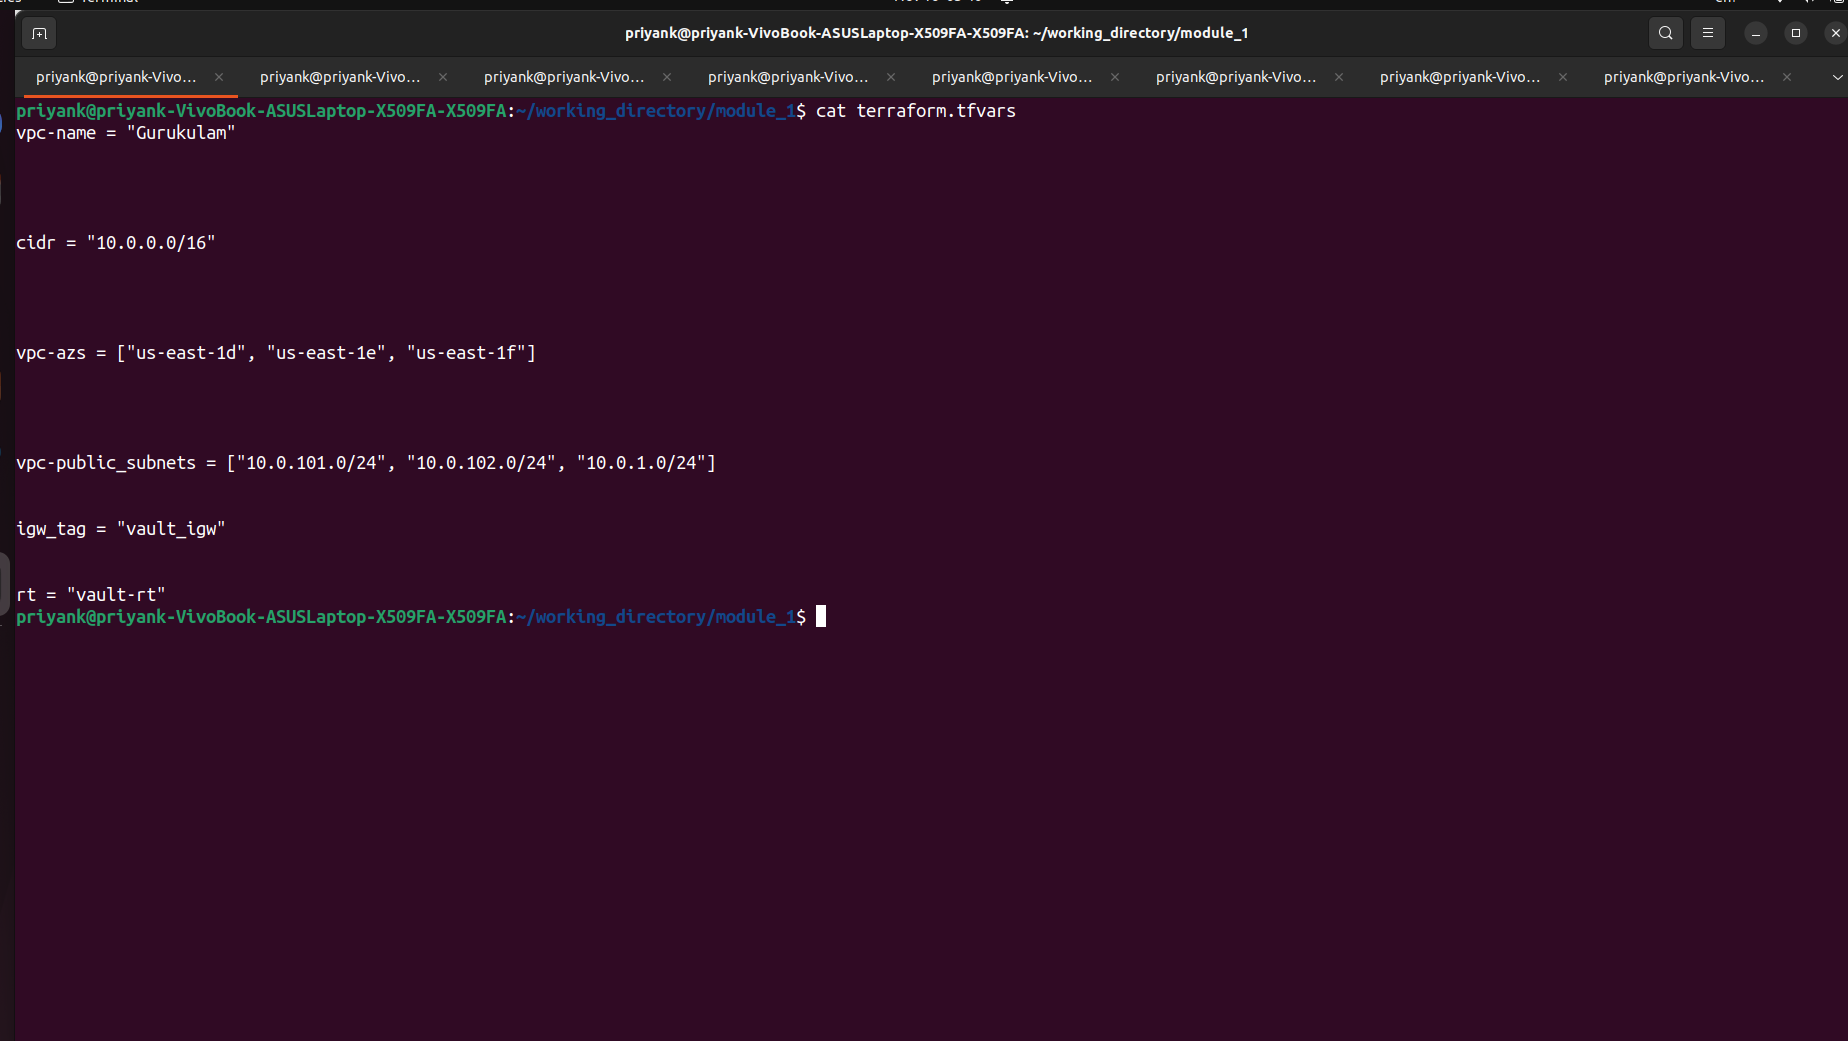 Terminal
priyank@priyank-VivoBook-ASUSLaptop-X509FA-X509FA: ~/working_directory/module_1
priyank@priyank-Vivo... priyank@priyank-Vivo... priyank@priyank-Vivo... priyank@priyank-Vivo... priyank@priyank-Vivo... priyank@priyank-Vivo... priyank@priyank-Vivo... priyank@priyank-Vivo...
priyank@priyank-VivoBook-ASUSLaptop-X509FA-X509FA:~/working_directory/module_1$ cat terraform.tfvars
vpc-name = "Gurukulam"
cidr = "10.0.0.0/16"
vpc-azs = ["us-east-1d", "us-east-1e", "us-east-1f"]
vpc-public_subnets = ["10.0.101.0/24", "10.0.102.0/24", "10.0.1.0/24"]
igw_tag = "vault_igw"
rt = "vault-rt"
priyank@priyank-VivoBook-ASUSLaptop-X509FA-X509FA:~/working_directory/module_1$